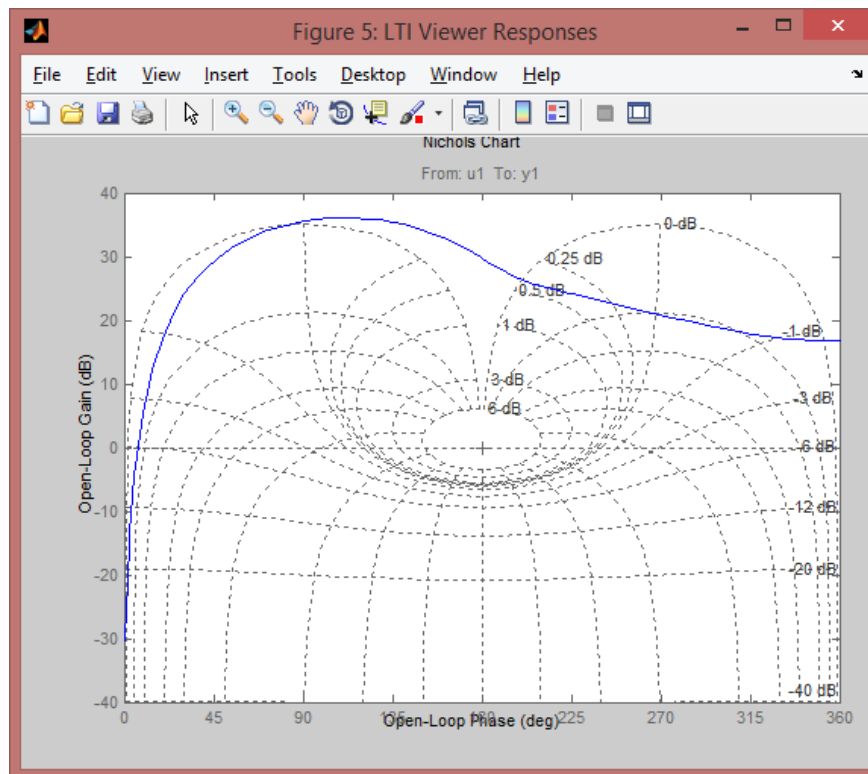 Figure 5: LTI Viewer Responses
File Edit View Insert Tools Desktop Window Help
Nichols Chart
From: u1 To: y1
40
30
20
10
0
-10
-20
-30
-40
Open-Loop Gain (dB)
0 dB
0.25 dB
0.5 dB
1 dB
-1 dB
3 dB
-3 dB
6 dB
-6 dB
-12 dB
-20 dB
-40 dB
0 45 90 135 180 225 270 315 360
Open-Loop Phase (deg)